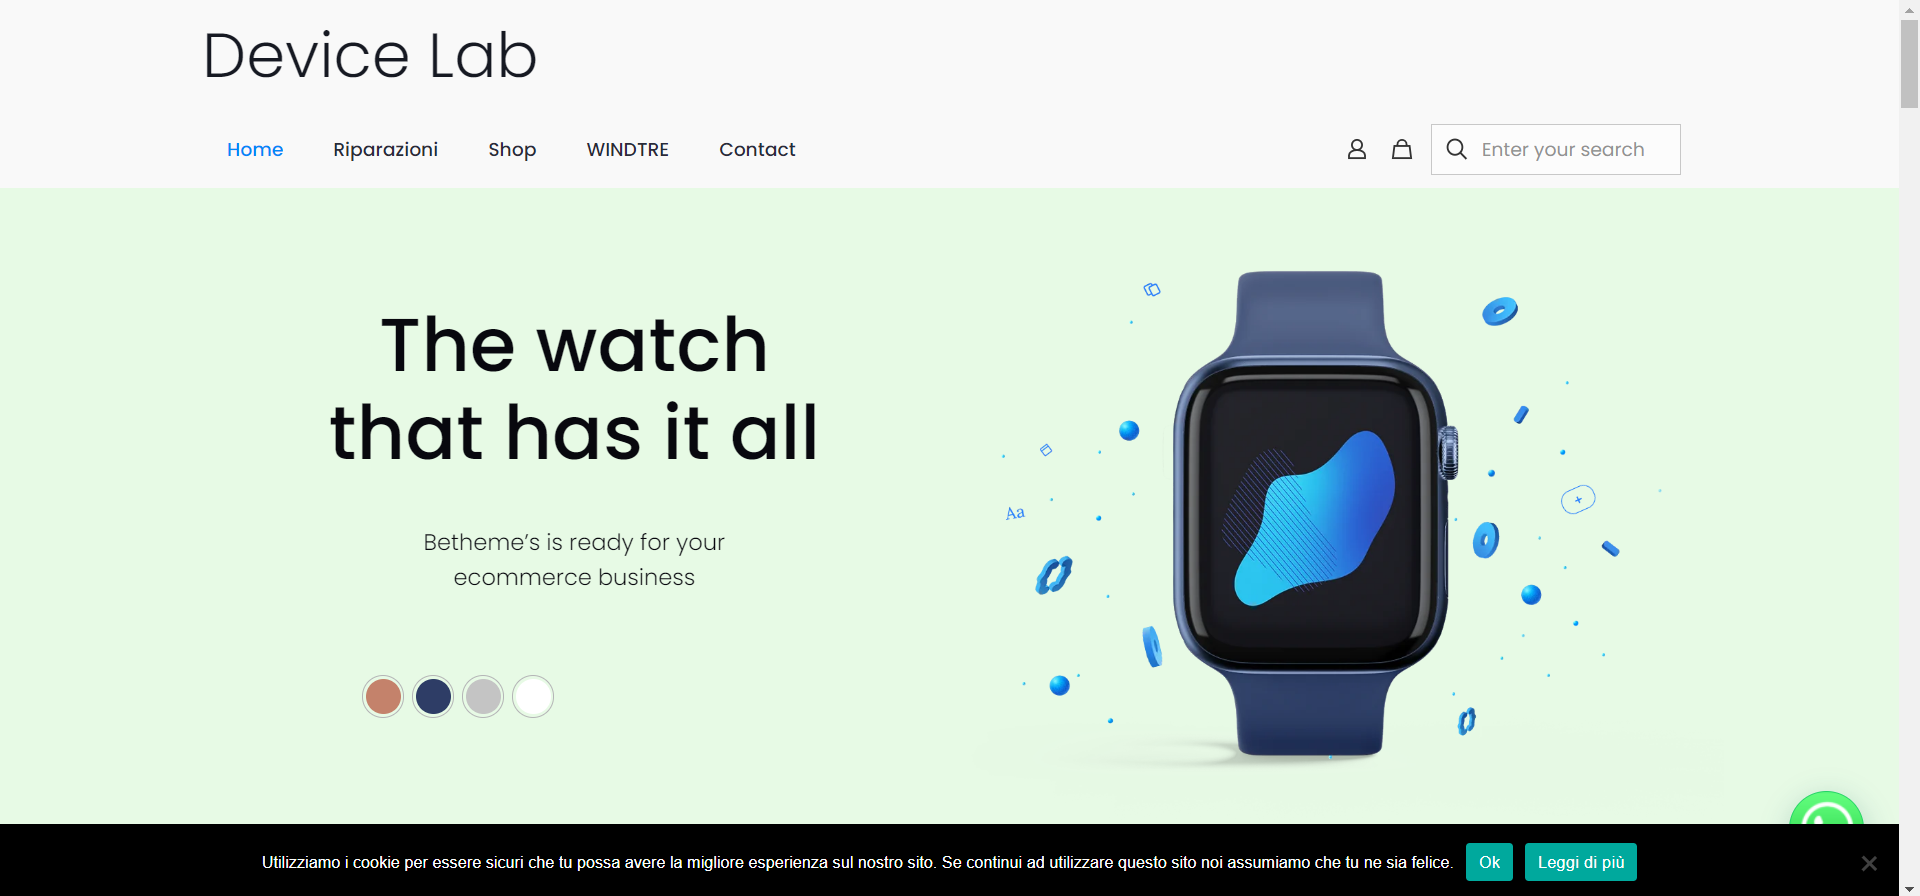 Device Lab
Home Riparazioni Shop WINDTRE Contact Enter your search
The watch
that has it all
Betheme’s is ready for your
ecommerce business
Aa
Utilizziamo i cookie per essere sicuri che tu possa avere la migliore esperienza sul nostro sito. Se continui ad utilizzare questo sito noi assumiamo che tu ne sia felice. Ok Leggi di più